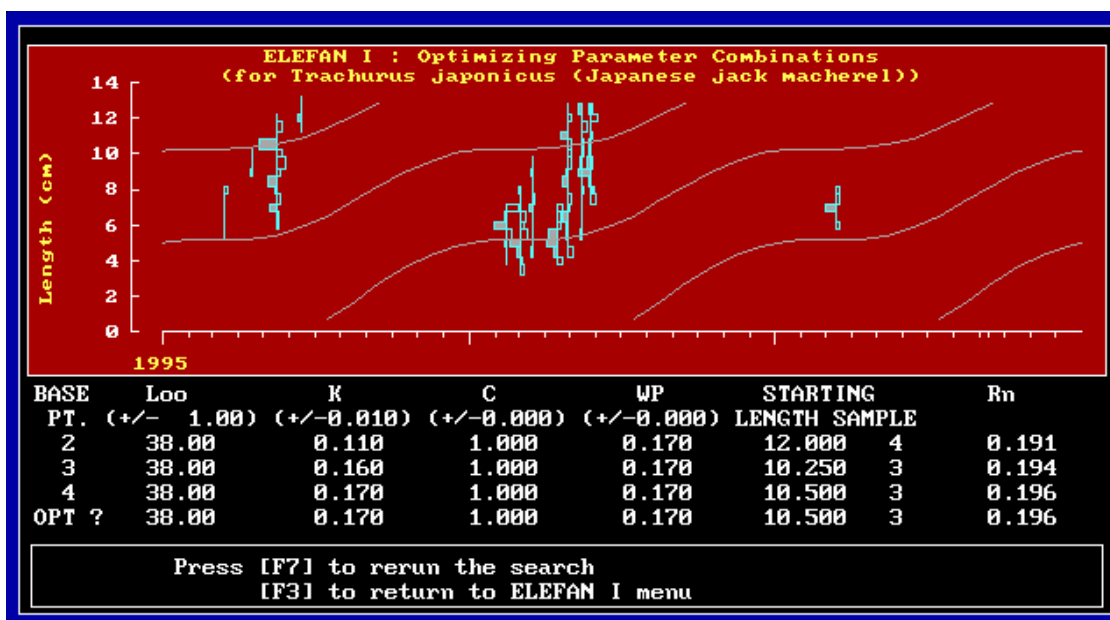 ELEFAN I : Optimizing Parameter Combinations
(for Trachurus japonicus (Japanese jack macherel))
14
12
10
8
6
4
2
0
Length (cm)
1995
BASE Loo K C WP STARTING Rn
PT. (+/- 1.00) (+/-0.010) (+/-0.000) (+/-0.000) LENGTH SAMPLE
2 38.00 0.110 1.000 0.170 12.000 4 0.191
3 38.00 0.160 1.000 0.170 10.250 3 0.194
4 38.00 0.170 1.000 0.170 10.500 3 0.196
OPT ? 38.00 0.170 1.000 0.170 10.500 3 0.196
Press [F7] to rerun the search
[F3] to return to ELEFAN I menu